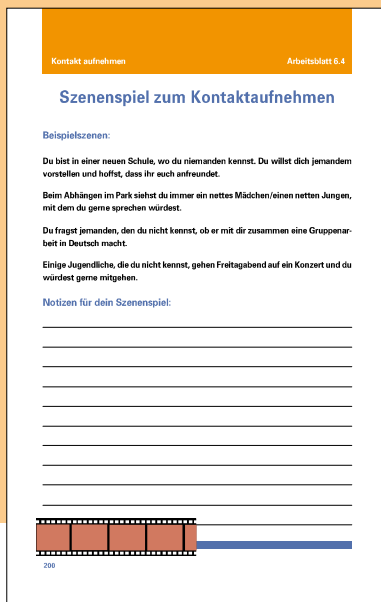 Kontakt aufnehmen Arbeitsblatt 6.4
Szenenspiel zum Kontaktaufnehmen
Beispielszenen:
Du bist in einer neuen Schule, wo du niemanden kennst. Du willst dich jemandem
vorstellen und hoffst, dass ihr euch anfreundet.
Beim Abhängen im Park siehst du immer ein nettes Mädchen/einen netten Jungen,
mit dem du gerne sprechen würdest.
Du fragst jemanden, den du nicht kennst, ob er mit dir zusammen eine Gruppenar-
beit in Deutsch macht.
Einige Jugendliche, die du nicht kennst, gehen Freitagabend auf ein Konzert und du
würdest gerne mitgehen.
Notizen für dein Szenenspiel:
200